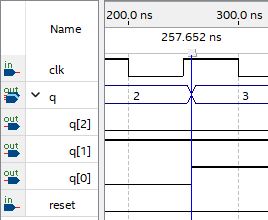 Name
200.0 ns
300.0 ns
257.652 ns
in
clk
out
q
2
3
out
q[2]
out
q[1]
out
q[0]
in
reset